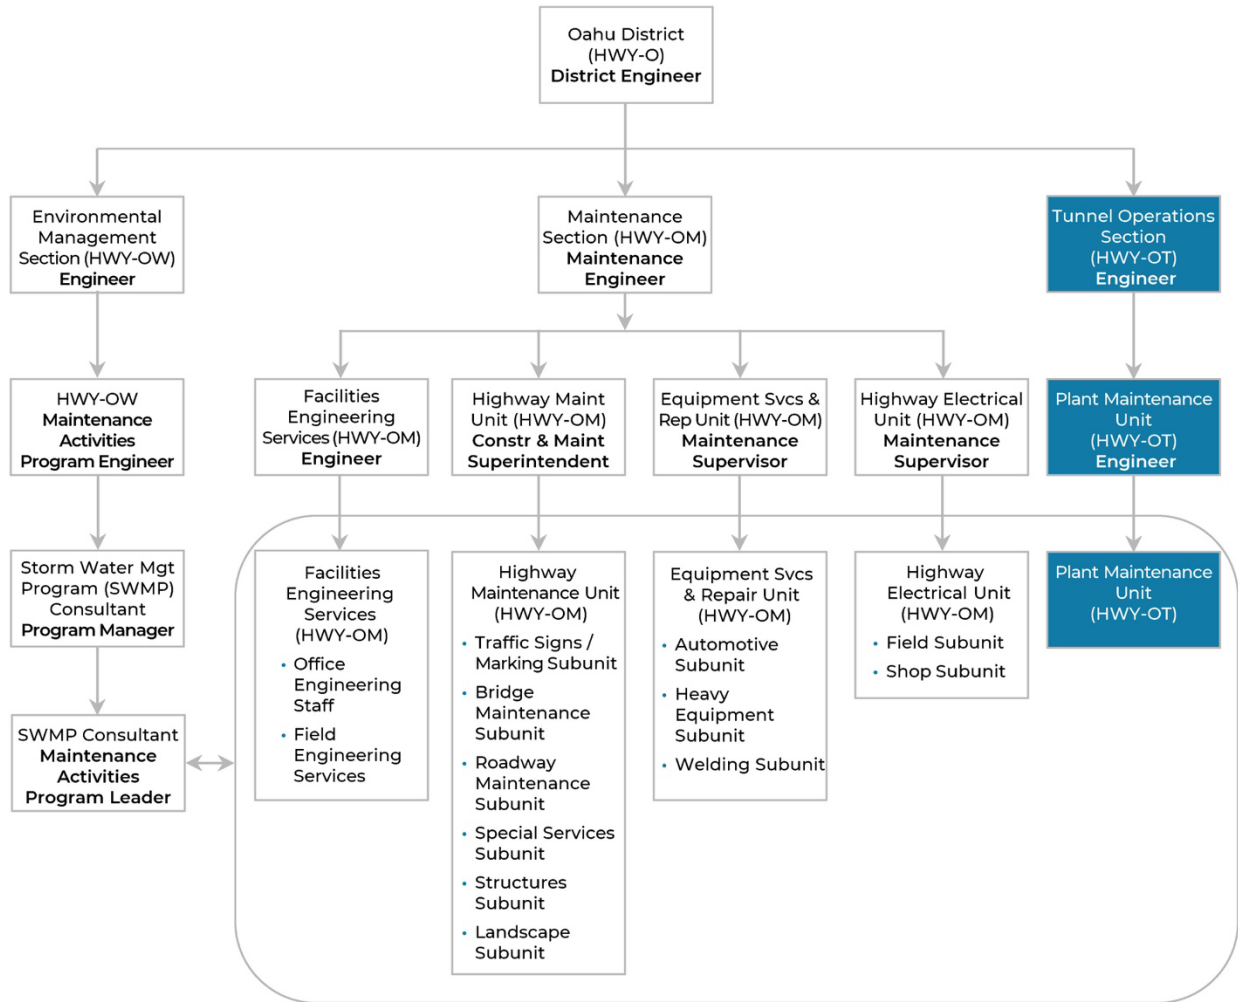 Oahu District
(HWY-O)
District Engineer
Environmental
Management
Section (HWY-OW)
Engineer
Maintenance
Section (HWY-OM)
Maintenance
Engineer
Tunnel Operations
Section
(HWY-OT)
Engineer
HWY-OW
Maintenance
Activities
Program Engineer
Facilities
Engineering
Services (HWY-OM)
Engineer
Highway Maint
Unit (HWY-OM)
Constr & Maint
Superintendent
Equipment Svcs &
Rep Unit (HWY-OM)
Maintenance
Supervisor
Highway Electrical
Unit (HWY-OM)
Maintenance
Supervisor
Plant Maintenance
Unit
(HWY-OT)
Engineer
Storm Water Mgt
Program (SWMP)
Consultant
Program Manager
SWMP Consultant
Maintenance
Activities
Program Leader
Facilities
Engineering
Services
(HWY-OM)
• Office
Engineering
Staff
• Field
Engineering
Services
Highway
Maintenance Unit
(HWY-OM)
• Traffic Signs /
Marking Subunit
• Bridge
Maintenance
Subunit
• Roadway
Maintenance
Subunit
• Special Services
Subunit
• Structures
Subunit
• Landscape
Subunit
Equipment Svcs
& Repair Unit
(HWY-OM)
• Automotive
Subunit
• Heavy
Equipment
Subunit
• Welding Subunit
Highway
Electrical Unit
(HWY-OM)
• Field Subunit
• Shop Subunit
Plant Maintenance
Unit
(HWY-OT)